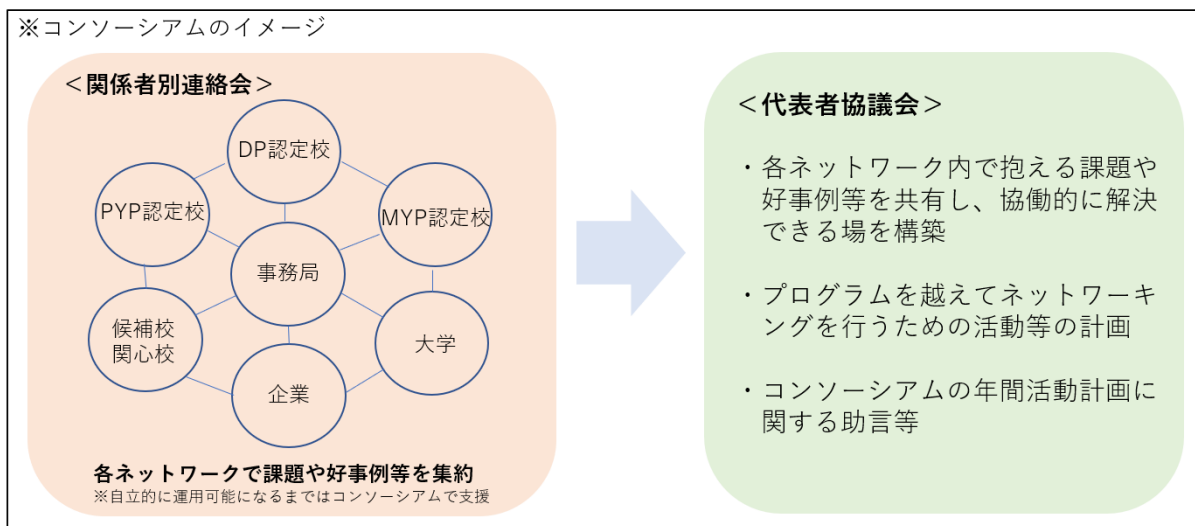 ※コンソーシアムのイメージ
＜関係者別連絡会＞
DP認定校
PYP認定校
MYP認定校
事務局
候補校
関心校
大学
企業
各ネットワークで課題や好事例等を集約
※自立的に運用可能になるまではコンソーシアムで支援
＜代表者協議会＞
・各ネットワーク内で抱える課題や
好事例等を共有し、協働的に解決
できる場を構築
・プログラムを越えてネットワーキ
ングを行うための活動等の計画
・コンソーシアムの年間活動計画に
関する助言等